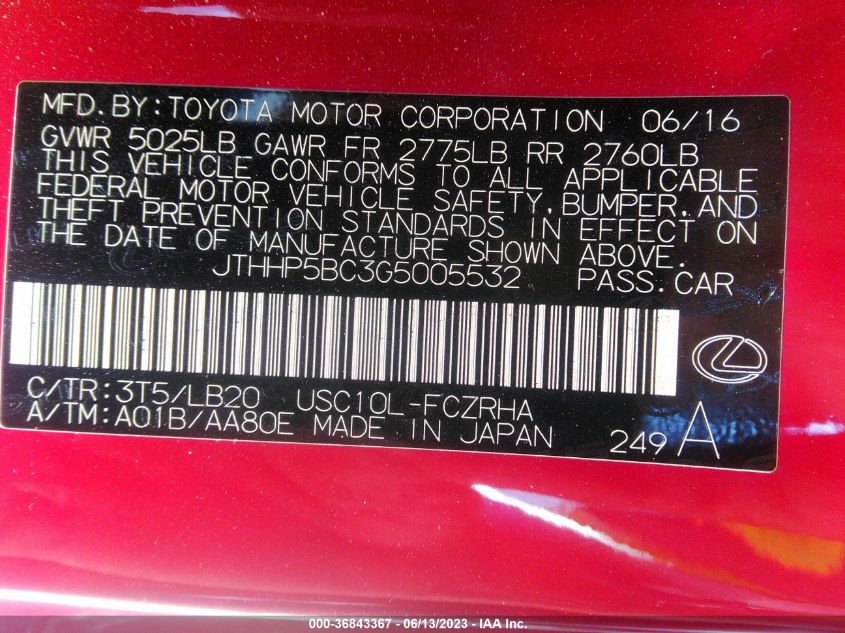 MFD.BY:TOYOTA MOTOR CORPORATION 06/16
GVWR 5025LB GAWR FR 2775LB RR 2760LB
THIS VEHICLE CONFORMS TO ALL APPLICABLE
FEDERAL MOTOR VEHICLE SAFETY,BUMPER,AND
THEFT PREVENTION STANDARDS IN EFFECT ON
THE DATE OF MANUFACTURE SHOWN ABOVE.
JTHHP5BC3G5005532 PASS.CAR
C/TR:3T5/LB20 USC10L-FCZRHA
A/TM:A01B/AA80E MADE IN JAPAN
249 A
000-36843367 - 06/13/2023 - IAA Inc.